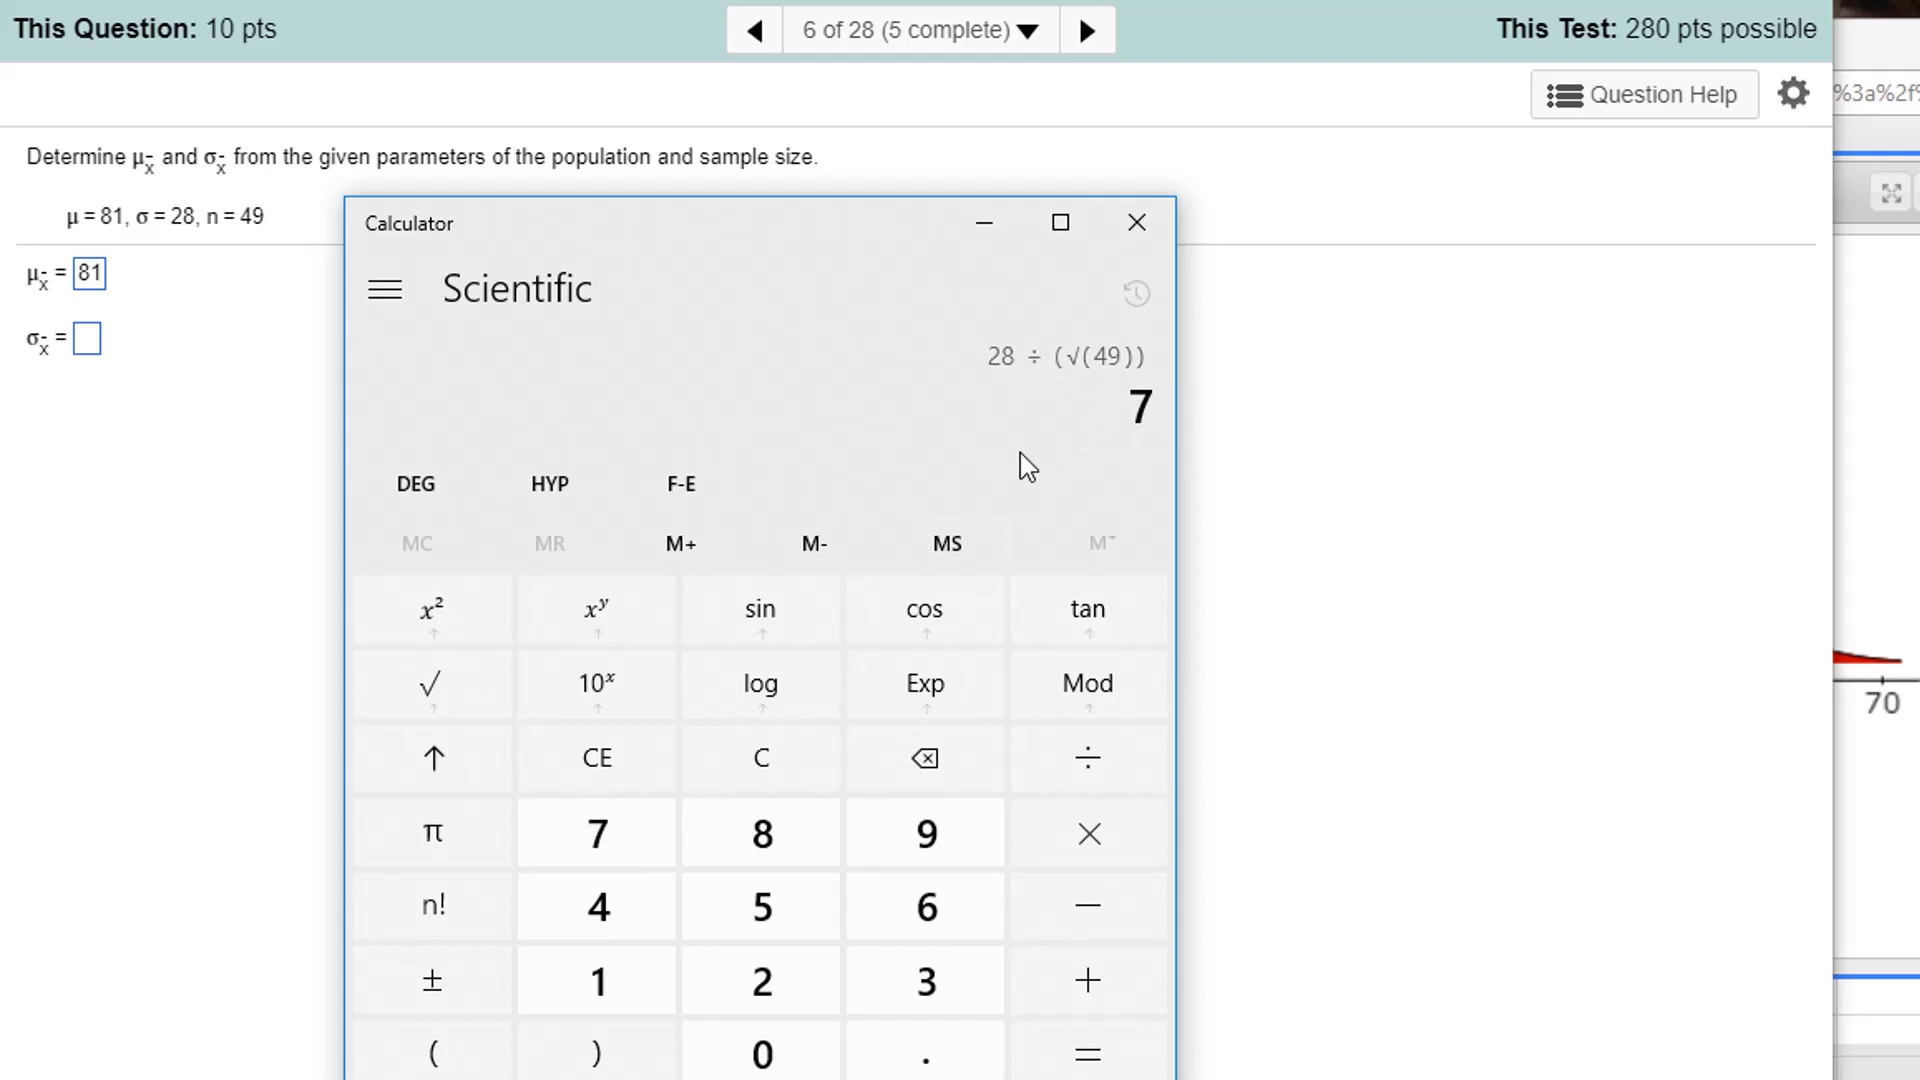 This Question: 10 pts
6 of 28 (5 complete)
This Test: 280 pts possible
Question Help
%3a%2f%
Determine μx̄ and σx̄ from the given parameters of the population and sample size.
μ = 81, σ = 28, n = 49
μx̄ = 81
σx̄ =
Calculator
Scientific
28 ÷ (√(49))
7
DEG HYP F-E
MC MR M+ M- MS M˅
x² xʸ sin cos tan
√ 10ˣ log Exp Mod
↑ CE C ÷
π 7 8 9 ×
n! 4 5 6 −
± 1 2 3 +
( ) 0 . =
70